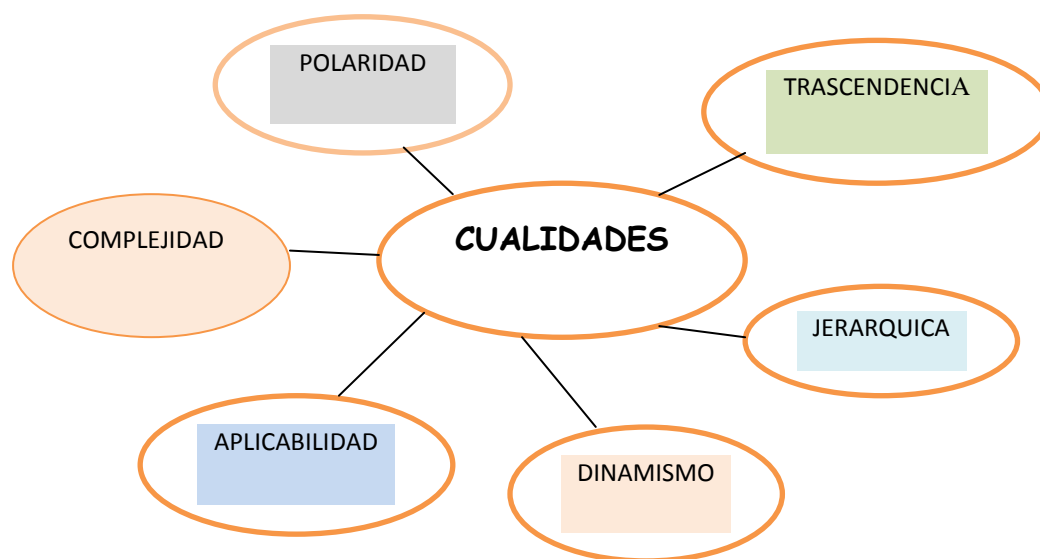 POLARIDAD
TRASCENDENCIA
CUALIDADES
COMPLEJIDAD
JERARQUICA
APLICABILIDAD
DINAMISMO